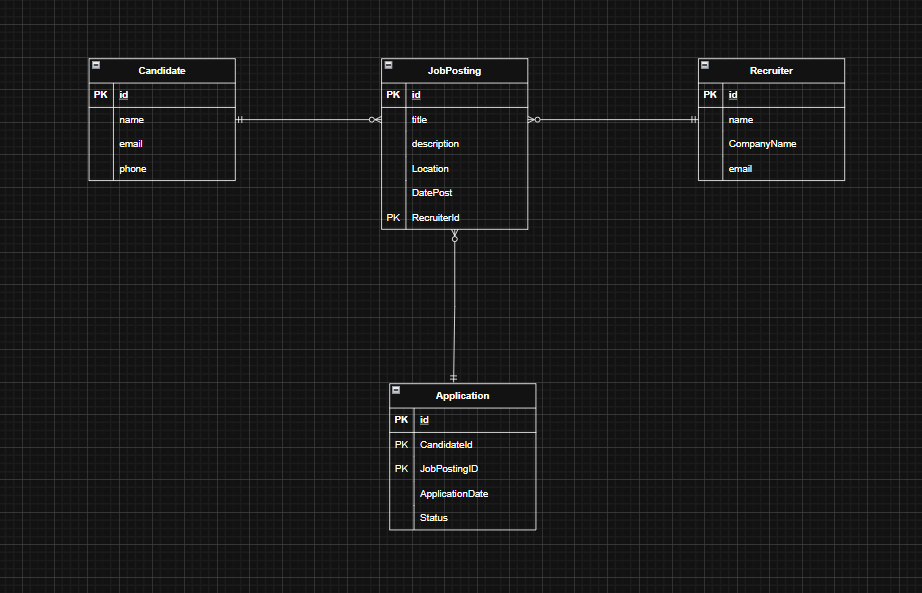 Candidate
PK id
name
email
phone
JobPosting
PK id
title
description
Location
DatePost
PK RecruiterId
Recruiter
PK id
name
CompanyName
email
Application
PK id
PK CandidateId
PK JobPostingID
ApplicationDate
Status